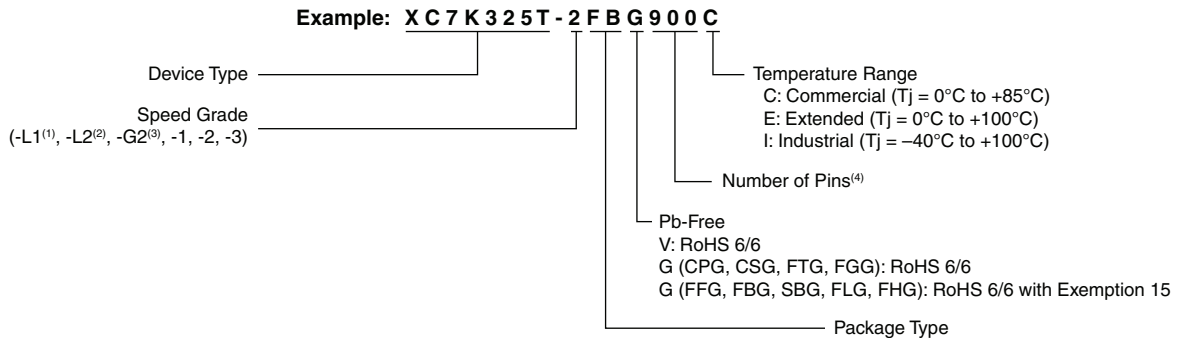 Example: XC7K325T-2FBG900C
Device Type
Temperature Range
C: Commercial (Tj = 0°C to +85°C)
E: Extended (Tj = 0°C to +100°C)
I: Industrial (Tj = –40°C to +100°C)
Speed Grade
(-L1(1), -L2(2), -G2(3), -1, -2, -3)
Number of Pins(4)
Pb-Free
V: RoHS 6/6
G (CPG, CSG, FTG, FGG): RoHS 6/6
G (FFG, FBG, SBG, FLG, FHG): RoHS 6/6 with Exemption 15
Package Type